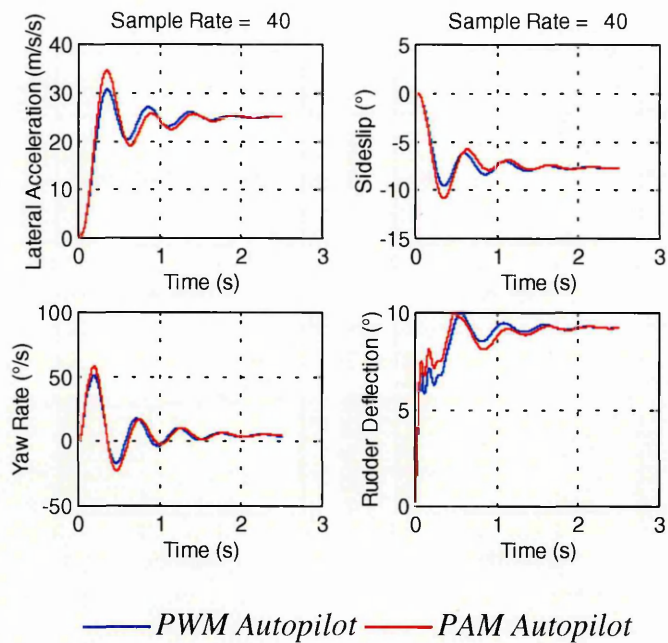 Sample Rate = 40
Lateral Acceleration (m/s/s)
40
30
20
10
0
0 1 2 3
Time (s)
Sample Rate = 40
Sideslip (°)
5
0
-5
-10
-15
0 1 2 3
Time (s)
Yaw Rate (°/s)
100
50
0
-50
0 1 2 3
Time (s)
Rudder Deflection (°)
10
5
0
0 1 2 3
Time (s)
PWM Autopilot PAM Autopilot